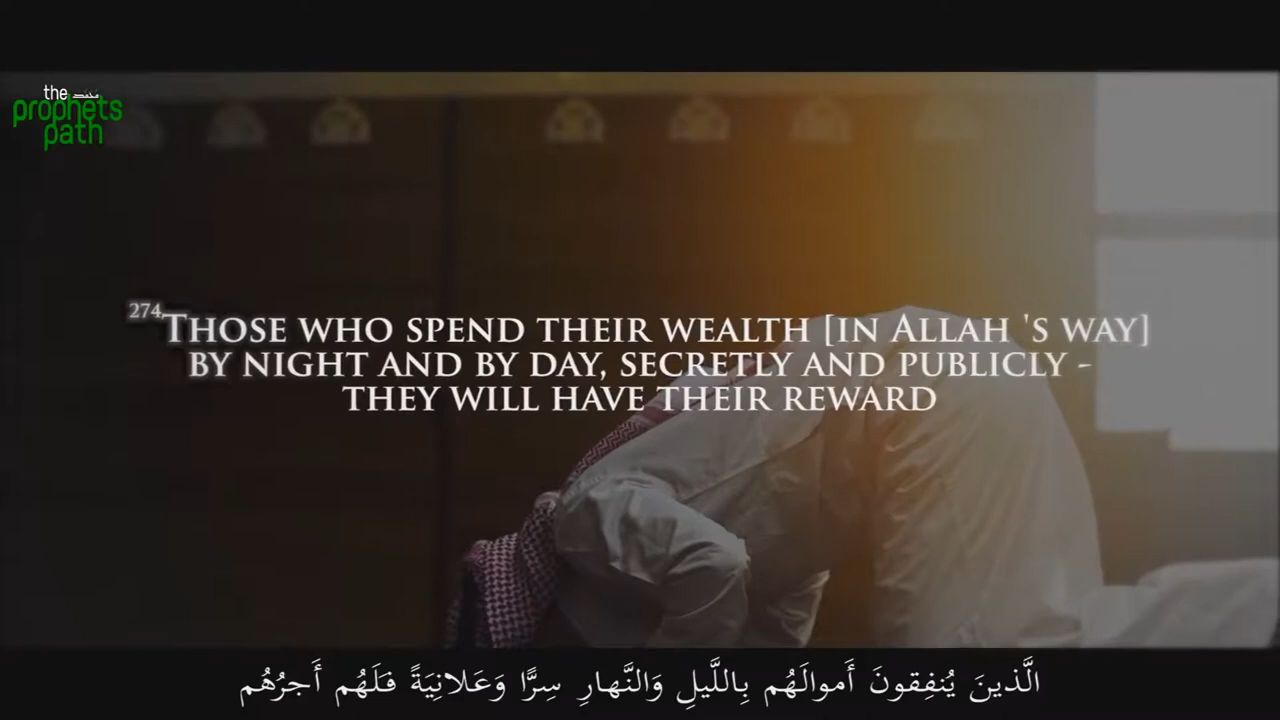 the
prophets
path
274 Those who spend their wealth [in Allah 's way]
by night and by day, secretly and publicly -
they will have their reward
الَّذينَ يُنفِقونَ أَموالَهُم بِاللَّيلِ وَالنَّهارِ سِرًّا وَعَلانِيَةً فَلَهُم أَجرُهُم